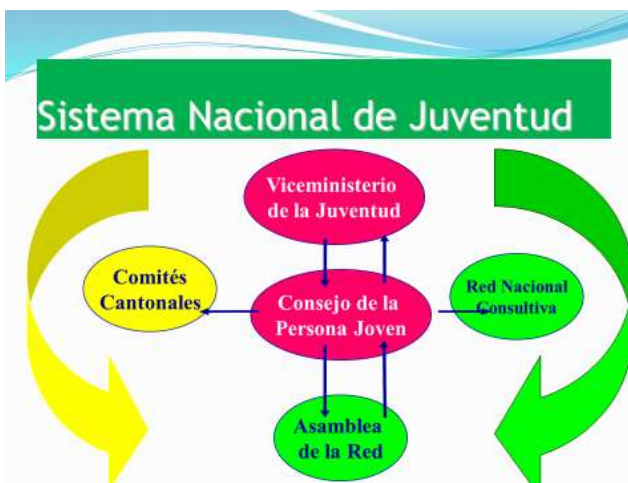 Sistema Nacional de Juventud
Viceministerio
de la Juventud
Comités
Cantonales
Consejo de la
Persona Joven
Red Nacional
Consultiva
Asamblea
de la Red